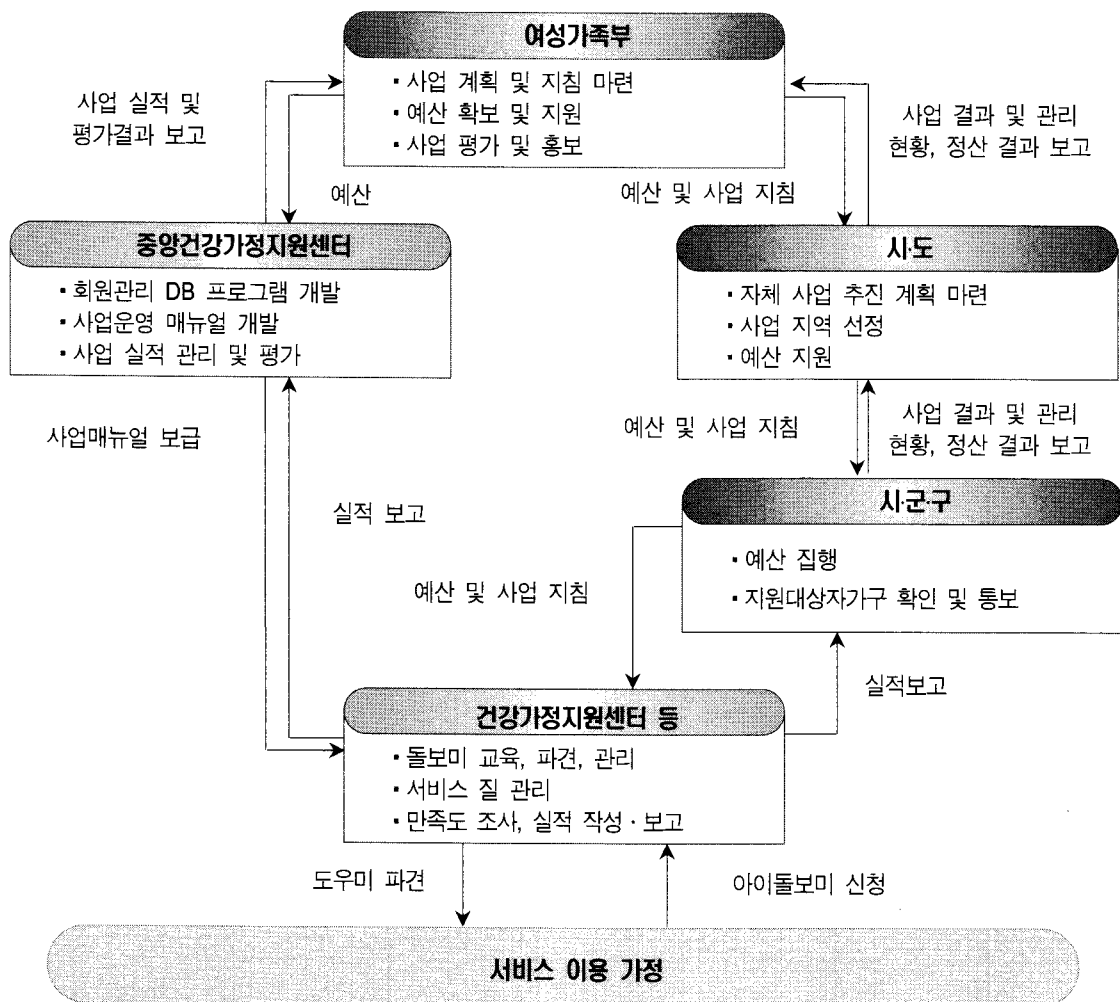 여성가족부
▪ 사업 계획 및 지침 마련
▪ 예산 확보 및 지원
▪ 사업 평가 및 홍보
사업 실적 및
평가결과 보고
예산
사업 결과 및 관리
현황, 정산 결과 보고
예산 및 사업 지침
중앙건강가정지원센터
▪ 회원관리 DB 프로그램 개발
▪ 사업운영 매뉴얼 개발
▪ 사업 실적 관리 및 평가
시·도
▪ 자체 사업 추진 계획 마련
▪ 사업 지역 선정
▪ 예산 지원
사업매뉴얼 보급
실적 보고
예산 및 사업 지침
사업 결과 및 관리
현황, 정산 결과 보고
시·군·구
▪ 예산 집행
▪ 지원대상자가구 확인 및 통보
예산 및 사업 지침
실적보고
건강가정지원센터 등
▪ 돌보미 교육, 파견, 관리
▪ 서비스 질 관리
▪ 만족도 조사, 실적 작성 · 보고
도우미 파견
아이돌보미 신청
서비스 이용 가정